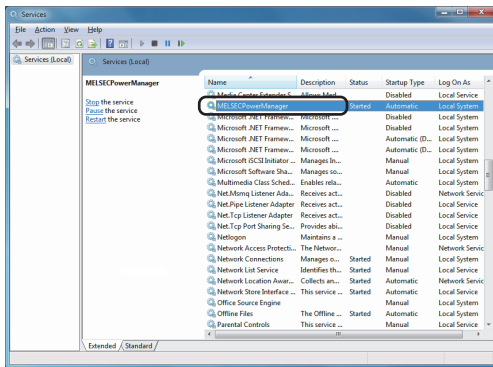 Services
File Action View Help
Services (Local)
Services (Local)
MELSECPowerManager
Stop the service
Pause the service
Restart the service
Name Description Status Startup Type Log On As
Media Center Extender S... Allows Med... Disabled Local Service
MELSECPowerManager Started Automatic Local System
Microsoft .NET Framew... Microsoft .... Disabled Local System
Microsoft .NET Framew... Microsoft .... Disabled Local System
Microsoft .NET Framew... Microsoft .... Automatic (D... Local System
Microsoft .NET Framew... Microsoft .... Automatic (D... Local System
Microsoft iSCSI Initiator ... Manages In... Manual Local System
Microsoft Software Sha... Manages so... Manual Local System
Multimedia Class Sched... Enables rela... Automatic Local System
Net.Msmq Listener Ada... Receives act... Disabled Network Servic
Net.Pipe Listener Adapter Receives act... Disabled Local Service
Net.Tcp Listener Adapter Receives act... Disabled Local Service
Net.Tcp Port Sharing Se... Provides abi... Disabled Local Service
Netlogon Maintains a ... Manual Local System
Network Access Protecti... The Networ... Manual Network Servic
Network Connections Manages o... Started Manual Local System
Network List Service Identifies th... Started Manual Local Service
Network Location Awar... Collects an... Started Automatic Network Servic
Network Store Interface ... This service ... Started Automatic Local Service
Office Source Engine Manual Local System
Offline Files The Offline ... Started Automatic Local System
Parental Controls This service ... Manual Local Service
Extended Standard